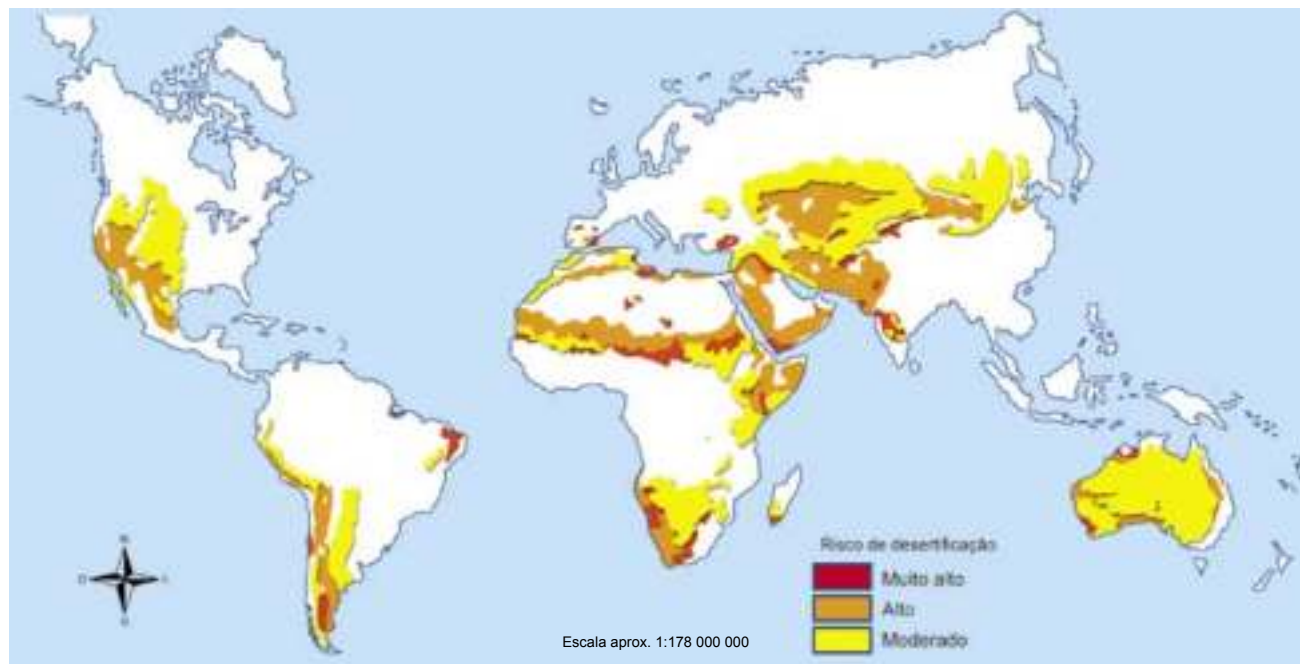 N
O
S
Risco de desertificação
Muito alto
Alto
Moderado
Escala aprox. 1:178 000 000